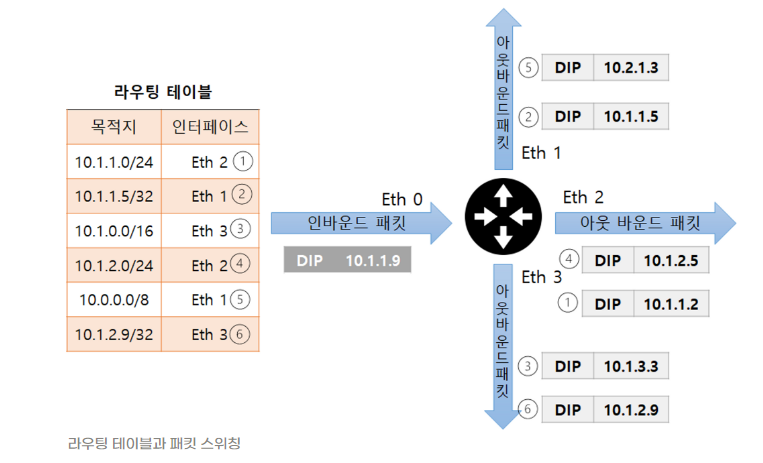 라우팅 테이블
목적지 인터페이스
10.1.1.0/24 Eth 2 ①
10.1.1.5/32 Eth 1 ②
10.1.0.0/16 Eth 3 ③
10.1.2.0/24 Eth 2 ④
10.0.0.0/8 Eth 1 ⑤
10.1.2.9/32 Eth 3 ⑥
Eth 0
인바운드 패킷
DIP 10.1.1.9
아웃바운드패킷
⑤ DIP 10.2.1.3
② DIP 10.1.1.5
Eth 1
Eth 2
아웃 바운드 패킷
④ DIP 10.1.2.5
① DIP 10.1.1.2
Eth 3
아웃바운드패킷
③ DIP 10.1.3.3
⑥ DIP 10.1.2.9
라우팅 테이블과 패킷 스위칭